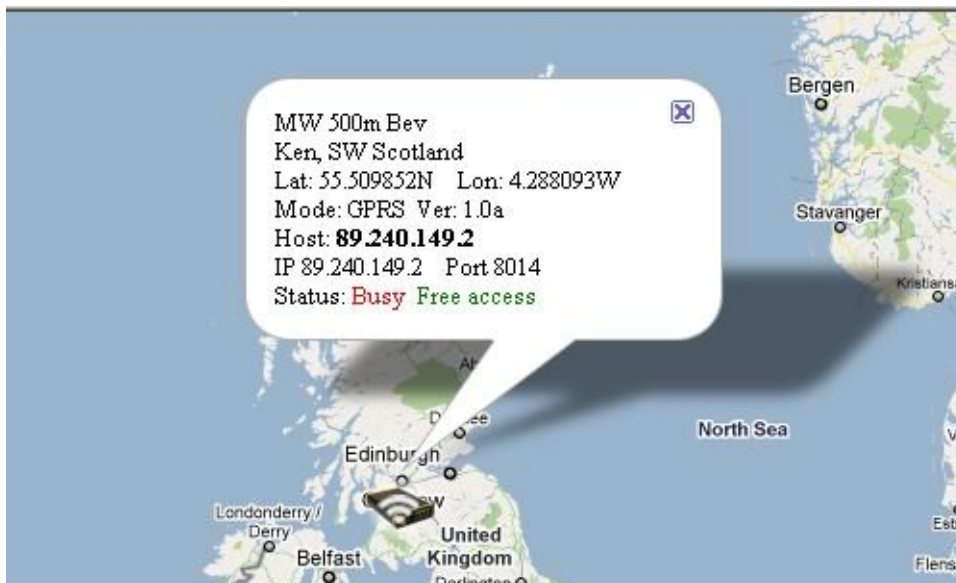 Bergen
MW 500m Bev
Ken, SW Scotland
Lat: 55.509852N Lon: 4.288093W
Mode: GPRS Ver: 1.0a
Host: 89.240.149.2
IP 89.240.149.2 Port 8014
Status: Busy Free access
Stavanger
North Sea
Edinburgh
Londonderry /
Derry
Belfast
United
Kingdom